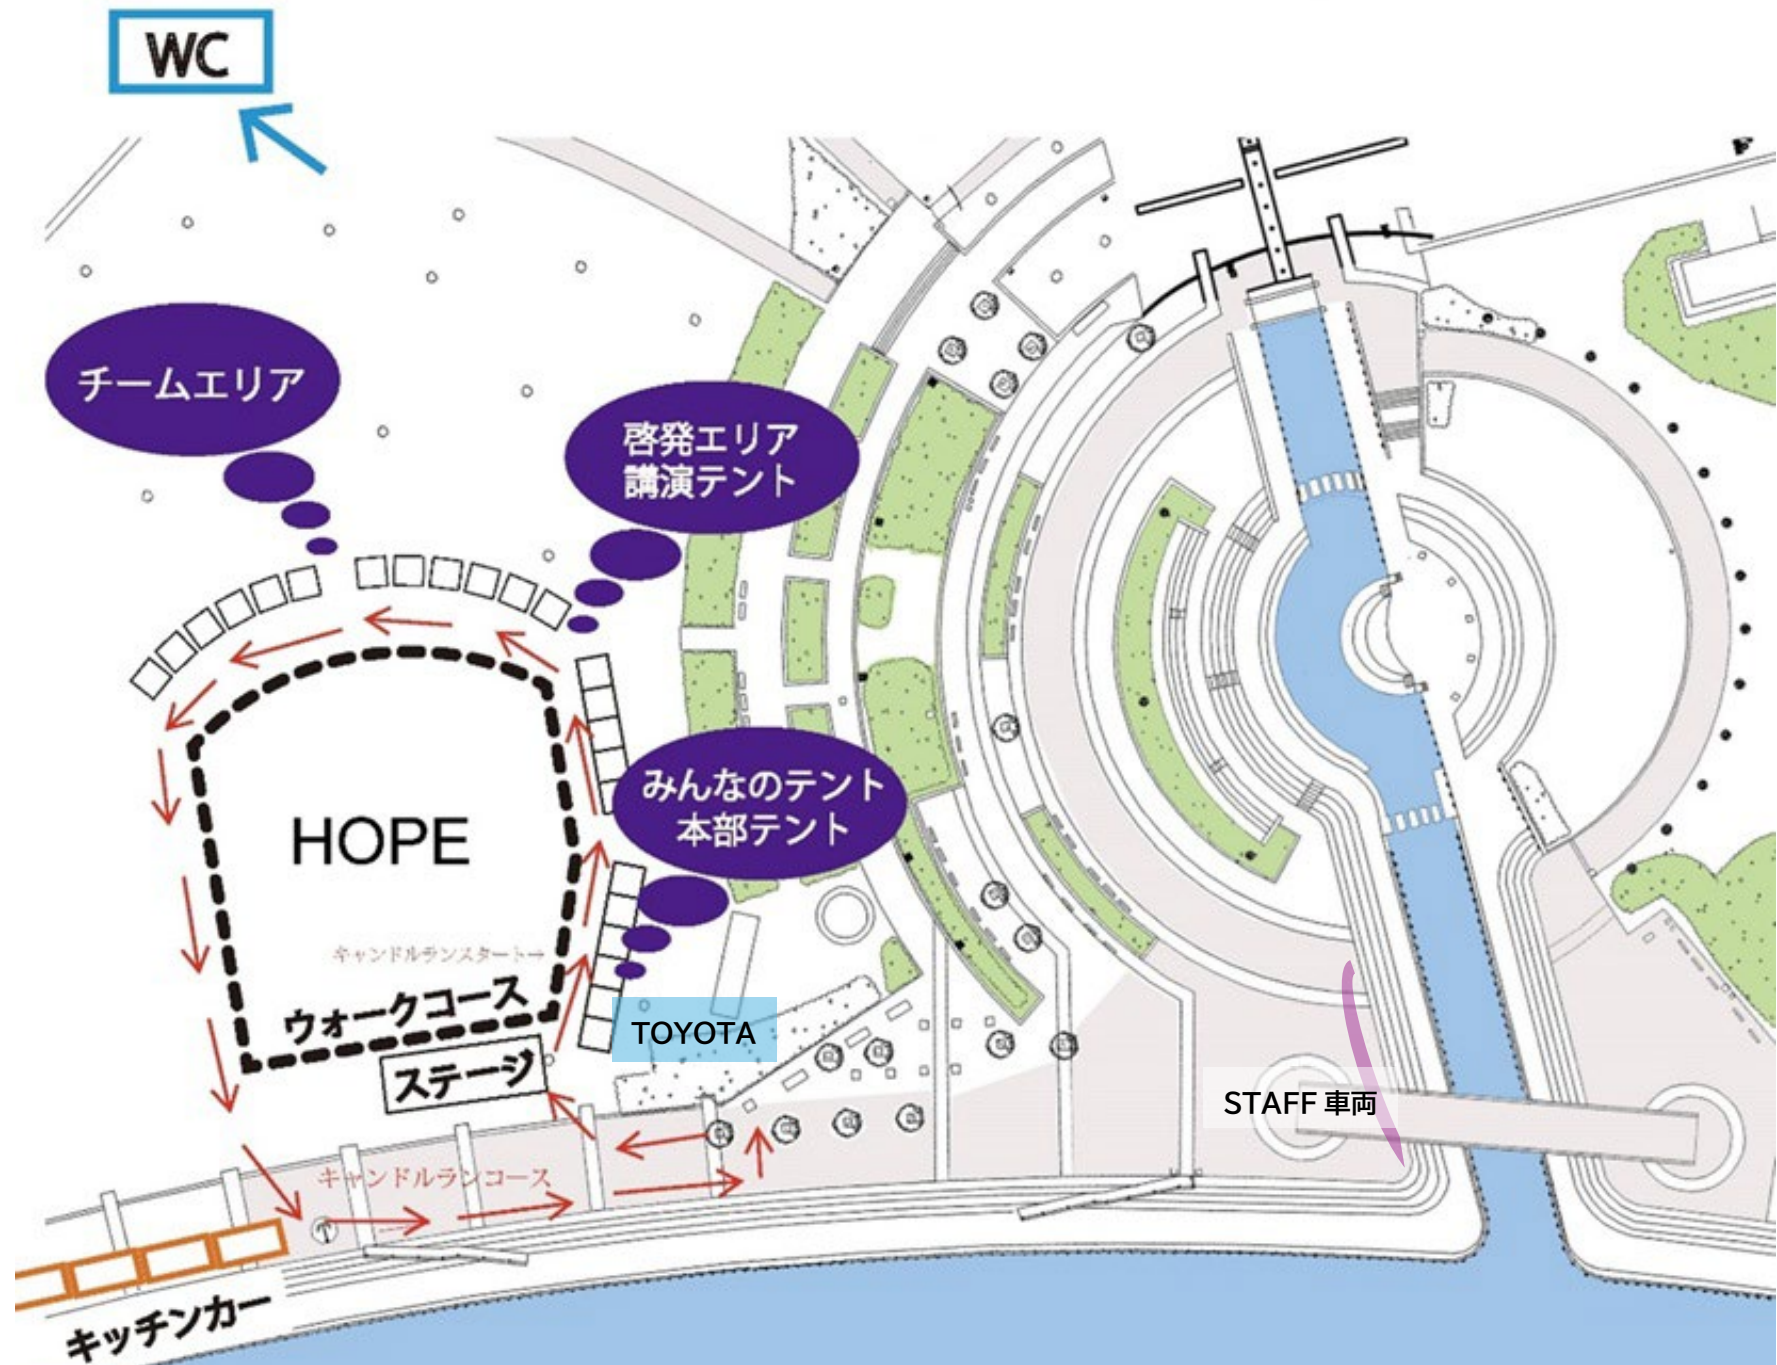 WC
チームエリア
啓発エリア
講演テント
みんなのテント
本部テント
HOPE
キャンドルランスタート→
ウォークコース
ステージ
TOYOTA
STAFF 車両
キャンドルランコース
キッチンカー